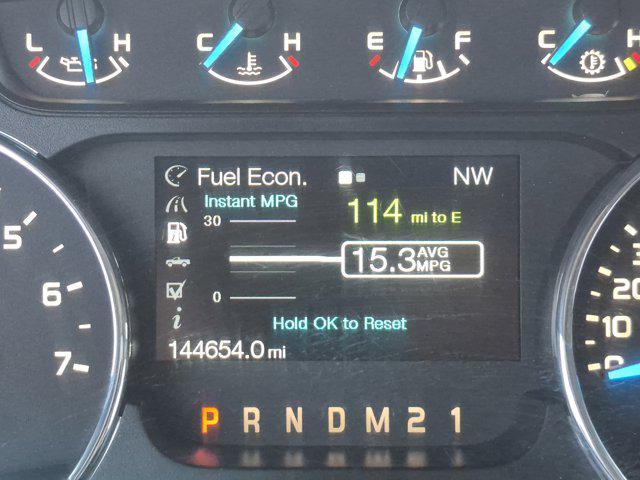 L H C H E F C H
Fuel Econ. NW
Instant MPG
30
114 mi to E
15.3 AVG MPG
0
Hold OK to Reset
144654.0 mi
5
6
7
20
10
0
P R N D M 2 1